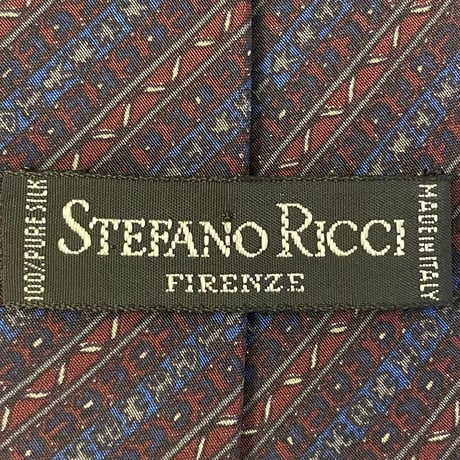 100% PURE SILK
STEFANO RICCI
FIRENZE
MADE IN ITALY